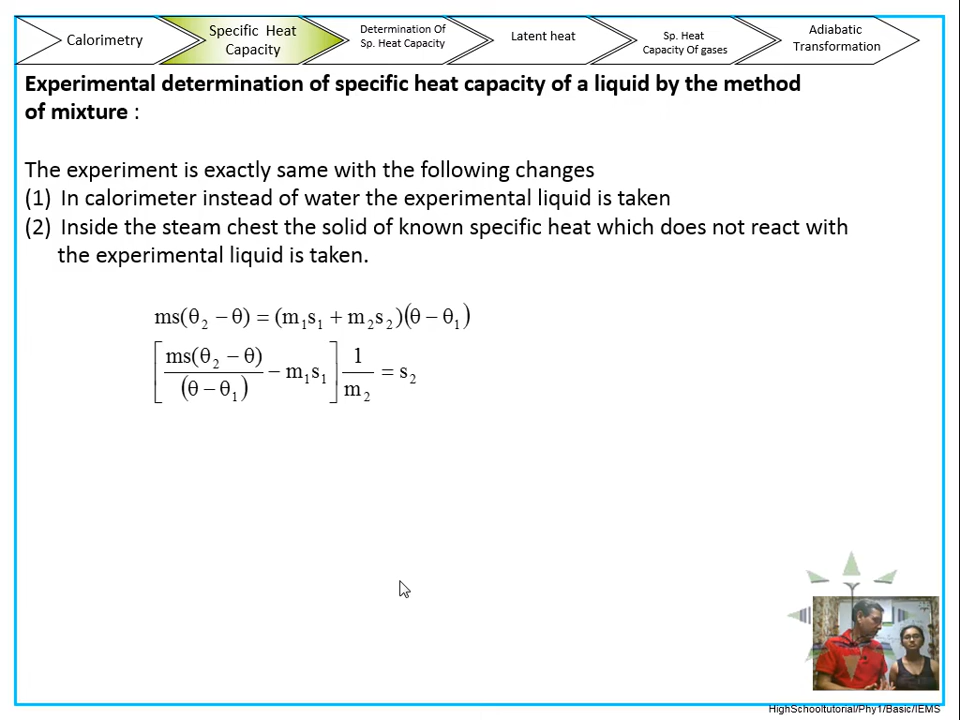 Calorimetry
Specific Heat
Capacity
Determination Of
Sp. Heat Capacity
Latent heat
Sp. Heat
Capacity Of gases
Adiabatic
Transformation
Experimental determination of specific heat capacity of a liquid by the method
of mixture :
The experiment is exactly same with the following changes
(1) In calorimeter instead of water the experimental liquid is taken
(2) Inside the steam chest the solid of known specific heat which does not react with
the experimental liquid is taken.
ms(θ₂ − θ) = (m₁s₁ + m₂s₂)(θ − θ₁)
[ms(θ₂ − θ)/(θ − θ₁) − m₁s₁] 1/m₂ = s₂
HighSchooltutorial/Phy1/Basic/IEMS